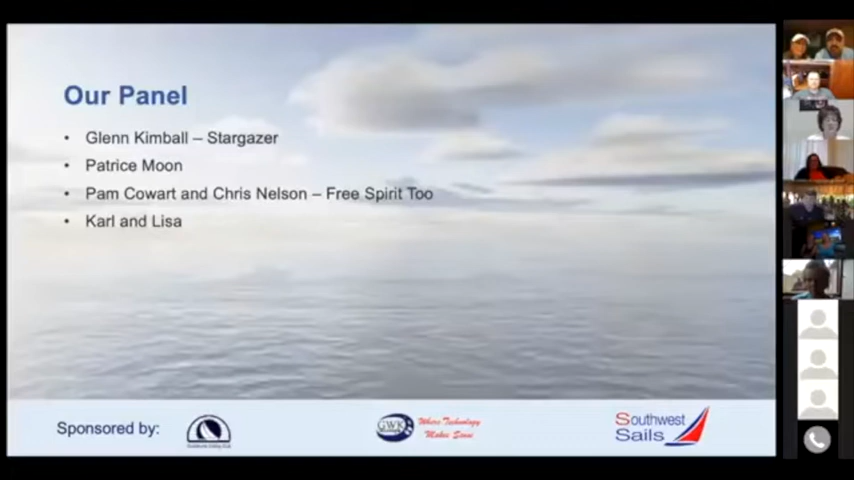 Our Panel
• Glenn Kimball – Stargazer
• Patrice Moon
• Pam Cowart and Chris Nelson – Free Spirit Too
• Karl and Lisa
Sponsored by:
GWK
Where Technology
Makes Sense
Southwest
Sails